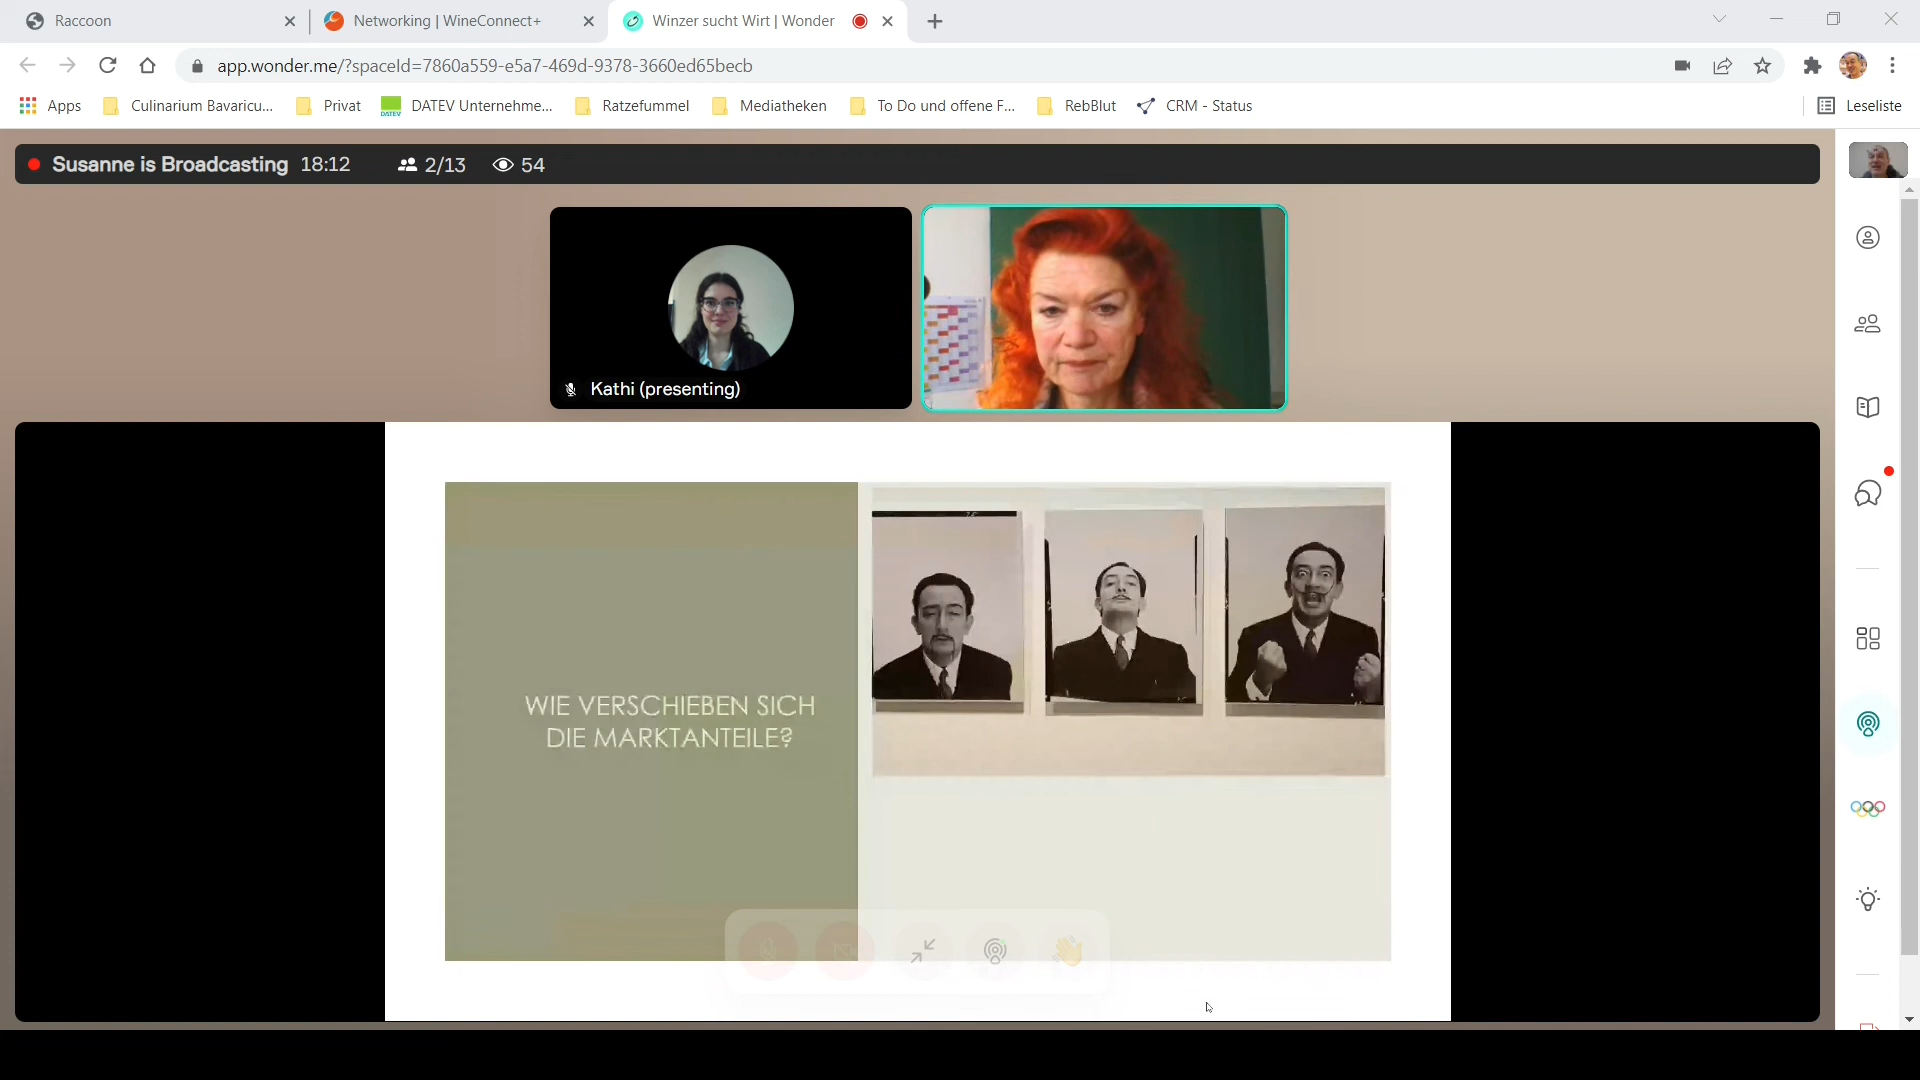 Raccoon
Networking | WineConnect+
Winzer sucht Wirt | Wonder
app.wonder.me/?spaceId=7860a559-e5a7-469d-9378-3660ed65becb
Apps
Culinarium Bavaricu...
Privat
DATEV
DATEV Unternehme...
Ratzefummel
Mediatheken
To Do und offene F...
RebBlut
CRM - Status
Leseliste
Susanne is Broadcasting 18:12 2/13 54
Kathi (presenting)
WIE VERSCHIEBEN SICH
DIE MARKTANTEILE?